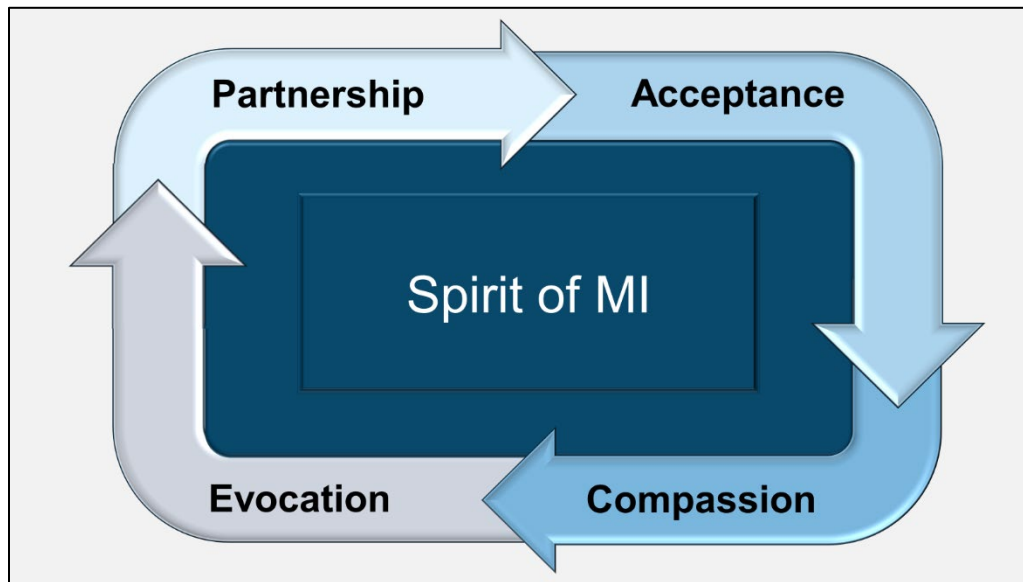 Partnership
Acceptance
Spirit of MI
Evocation
Compassion